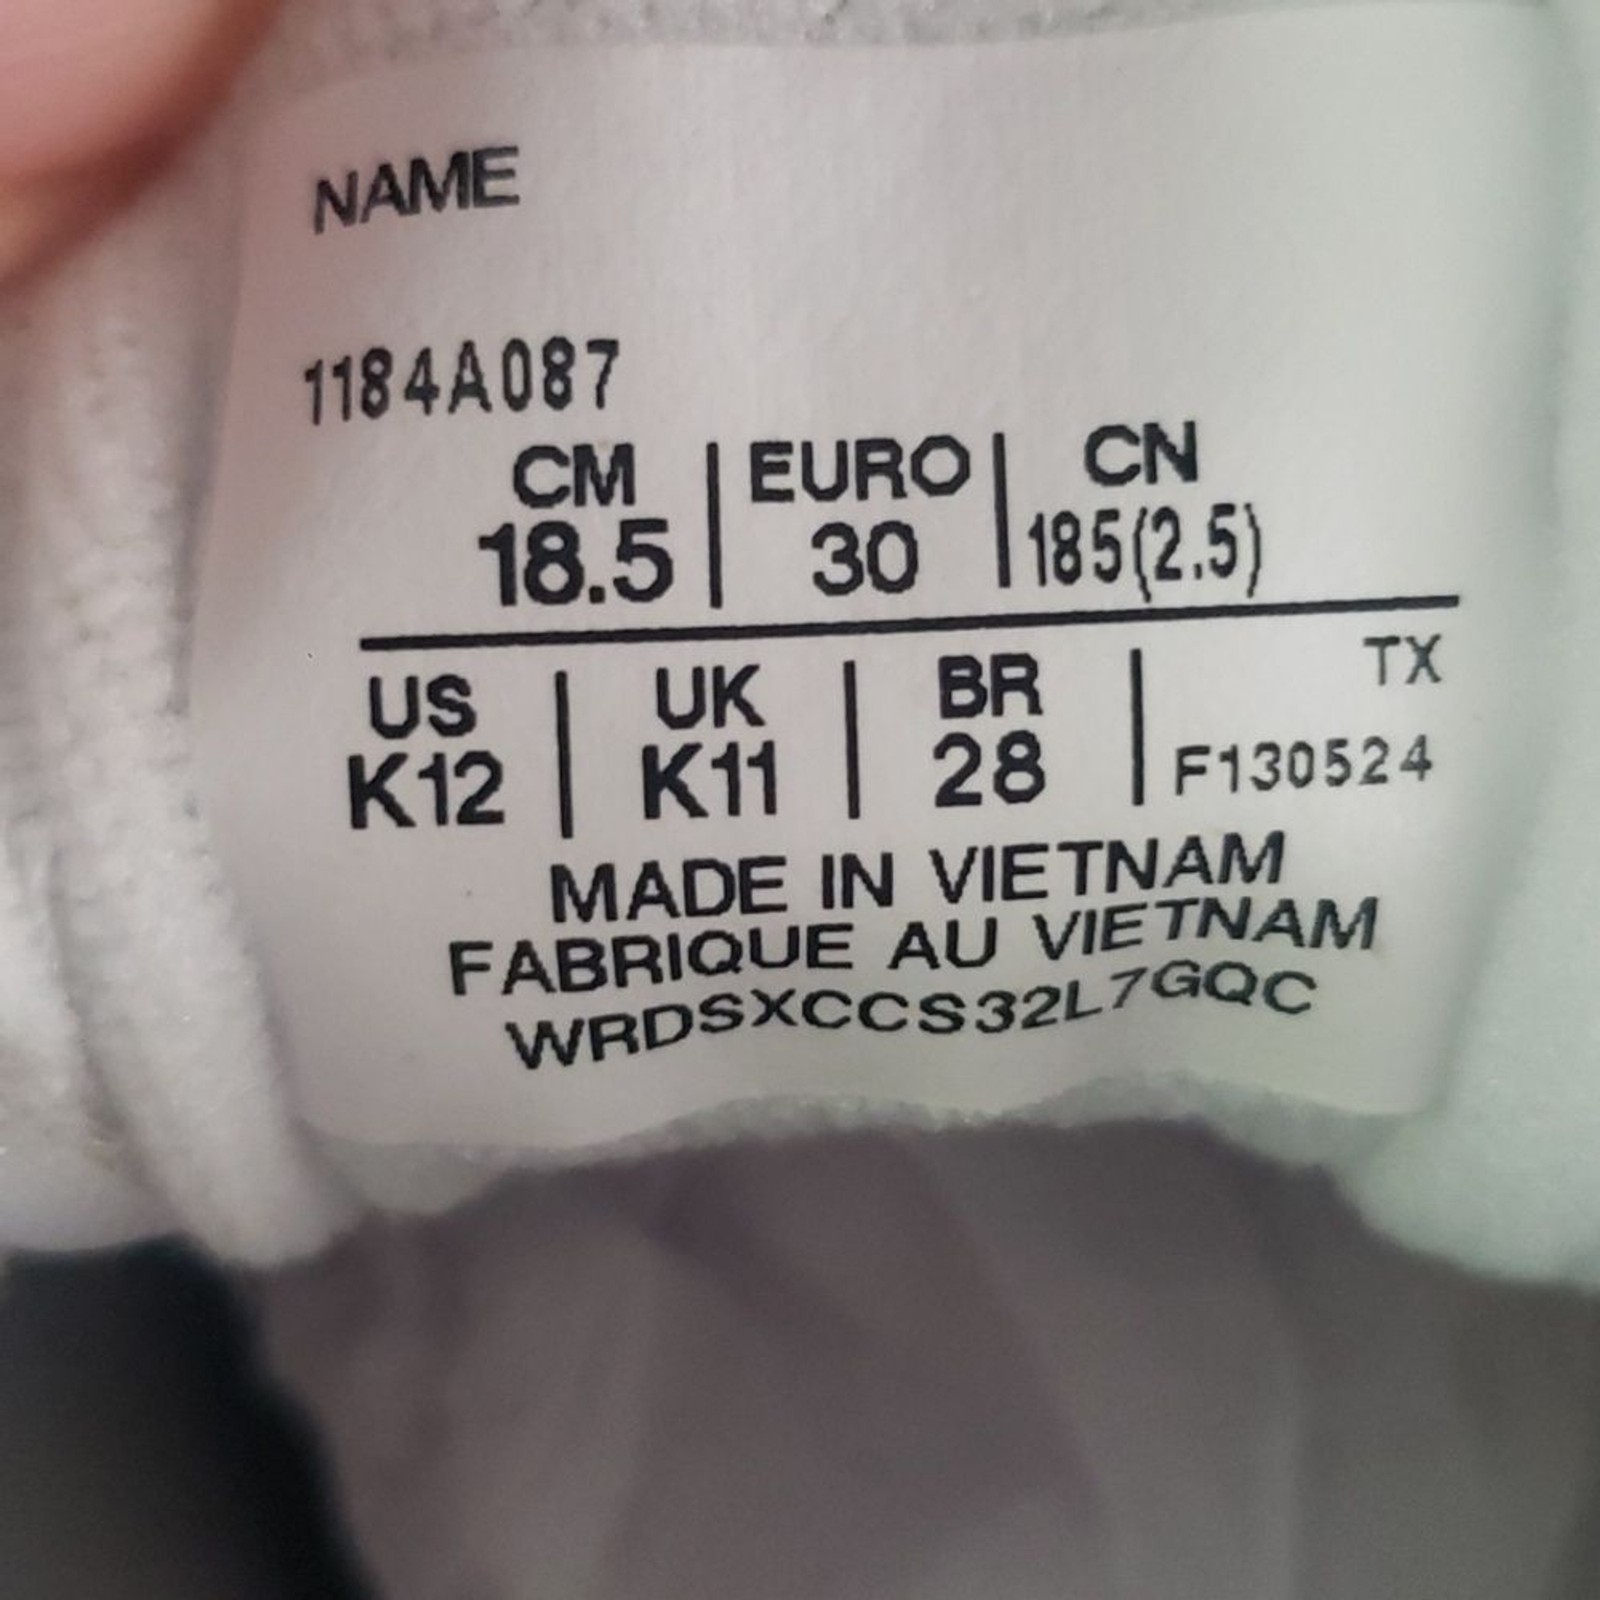 NAME
1184A087
CM | EURO | CN
18.5 | 30 | 185(2.5)
US | UK | BR | TX
K12 | K11 | 28 | F130524
MADE IN VIETNAM
FABRIQUE AU VIETNAM
WRDSXCCS32L7GQC